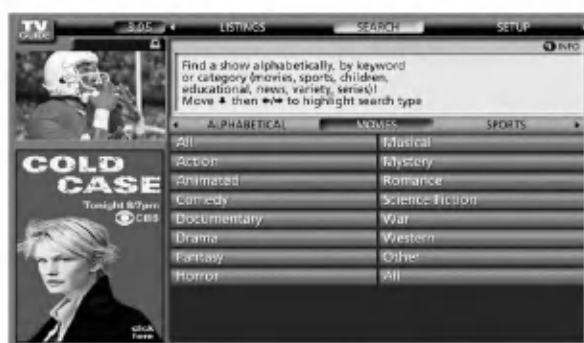 TV
GUIDE
3:05
LISTINGS
SEARCH
SETUP
INFO
Find a show alphabetically, by keyword
or category (movies, sports, children,
educational, news, variety, series)!
Move ↓ then ←/→ to highlight search type
ALPHABETICAL
MOVIES
SPORTS
All
Musical
Action
Mystery
Animated
Romance
Comedy
Science Fiction
Documentary
War
Drama
Western
Fantasy
Other
Horror
All
COLD
CASE
Tonight 8/7pm
CBS
click
here